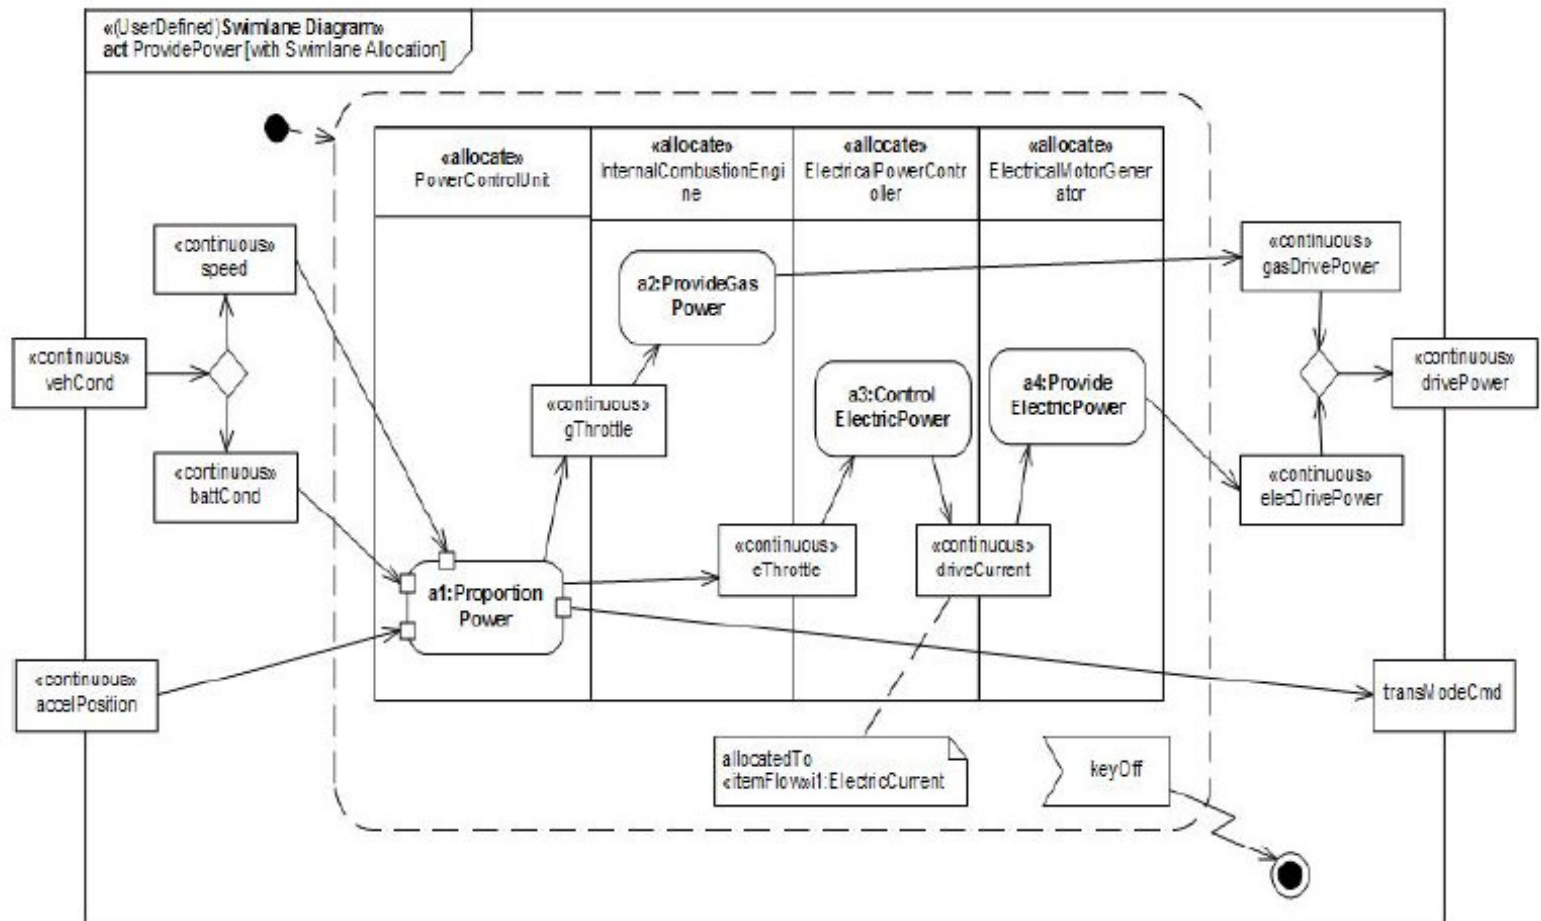 «(UserDefined) Swimlane Diagram»
act ProvidePower [with Swimlane Allocation]
«allocate»
PowerControlUnit
«allocate»
InternalCombustionEngi
ne
«allocate»
ElectricalPowerContr
oller
«allocate»
ElectricalMotorGener
ator
«continuous»
speed
«continuous»
vehCond
«continuous»
battCond
«continuous»
accelPosition
a1:Proportion
Power
«continuous»
gThrottle
a2:ProvideGas
Power
«continuous»
eThrottle
a3:Control
ElectricPower
«continuous»
driveCurrent
a4:Provide
ElectricPower
«continuous»
gasDrivePower
«continuous»
drivePower
«continuous»
elecDrivePower
transModeCmd
allocatedTo
«itemFlow»i1:ElectricCurrent
keyOff